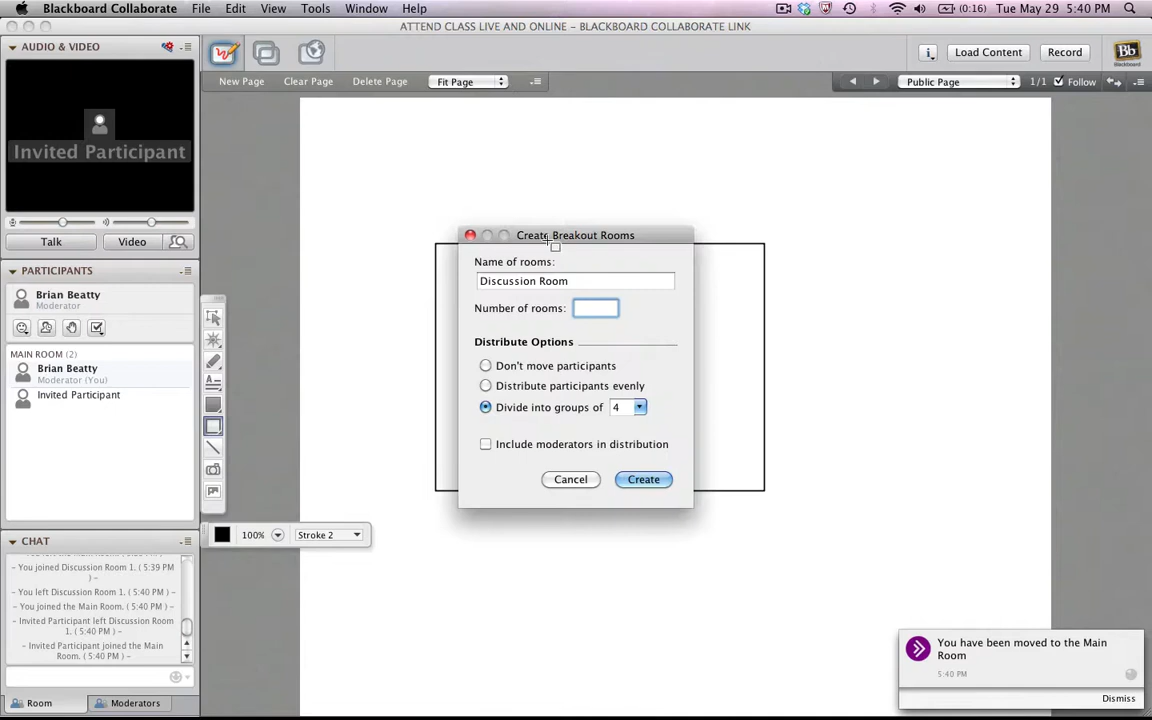 Blackboard Collaborate File Edit View Tools Window Help (0:16) Tue May 29 5:40 PM
ATTEND CLASS LIVE AND ONLINE – BLACKBOARD COLLABORATE LINK
AUDIO & VIDEO
Invited Participant
Talk Video
PARTICIPANTS
Brian Beatty
Moderator
MAIN ROOM (2)
Brian Beatty
Moderator (You)
Invited Participant
CHAT
– You joined Discussion Room 1. ( 5:39 PM
) –
– You left Discussion Room 1. ( 5:40 PM)
–
– You joined the Main Room. ( 5:40 PM) –
– Invited Participant left Discussion Room
1. ( 5:40 PM) –
– Invited Participant joined the Main
Room. ( 5:40 PM) –
Room Moderators
i Load Content Record Bb
Blackboard
New Page Clear Page Delete Page Fit Page Public Page 1/1 Follow
Create Breakout Rooms
Name of rooms:
Discussion Room
Number of rooms:
Distribute Options
Don't move participants
Distribute participants evenly
Divide into groups of 4
Include moderators in distribution
Cancel Create
100% Stroke 2
You have been moved to the Main
Room
5:40 PM
Dismiss